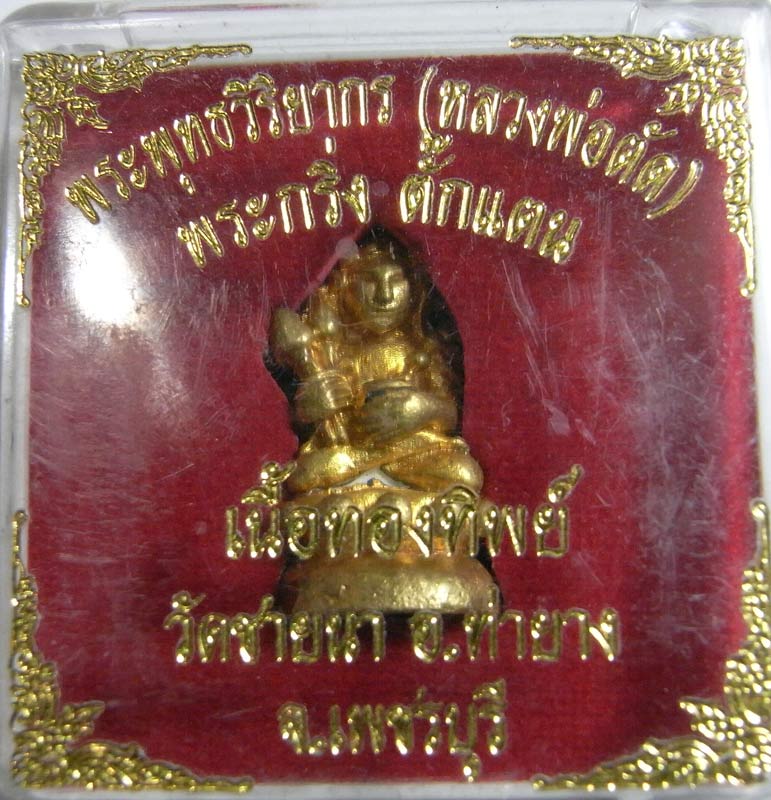 พระพุทธวิริยากร (หลวงพ่อตัด)
พระกริ่ง ตั๊กแตน
เนื้อทองทิพย์
วัดชายนา อ.ท่ายาง
จ.เพชรบุรี